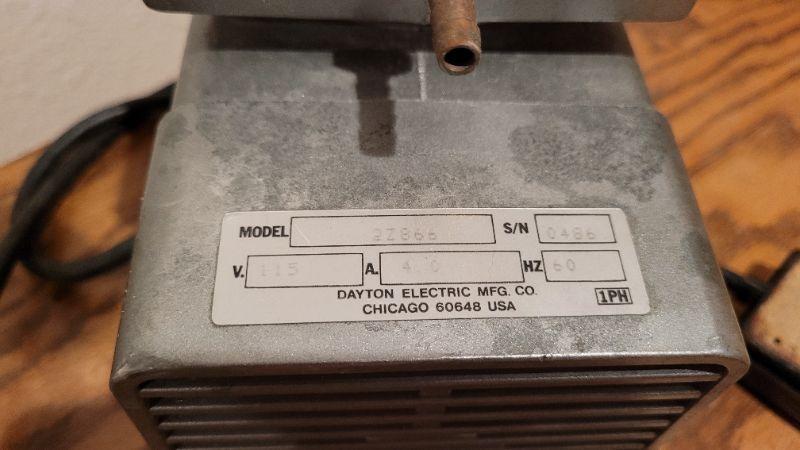 MODEL 2Z866 S/N 0486
V. 115 A. 4.0 HZ 60
DAYTON ELECTRIC MFG. CO.
CHICAGO 60648 USA 1PH